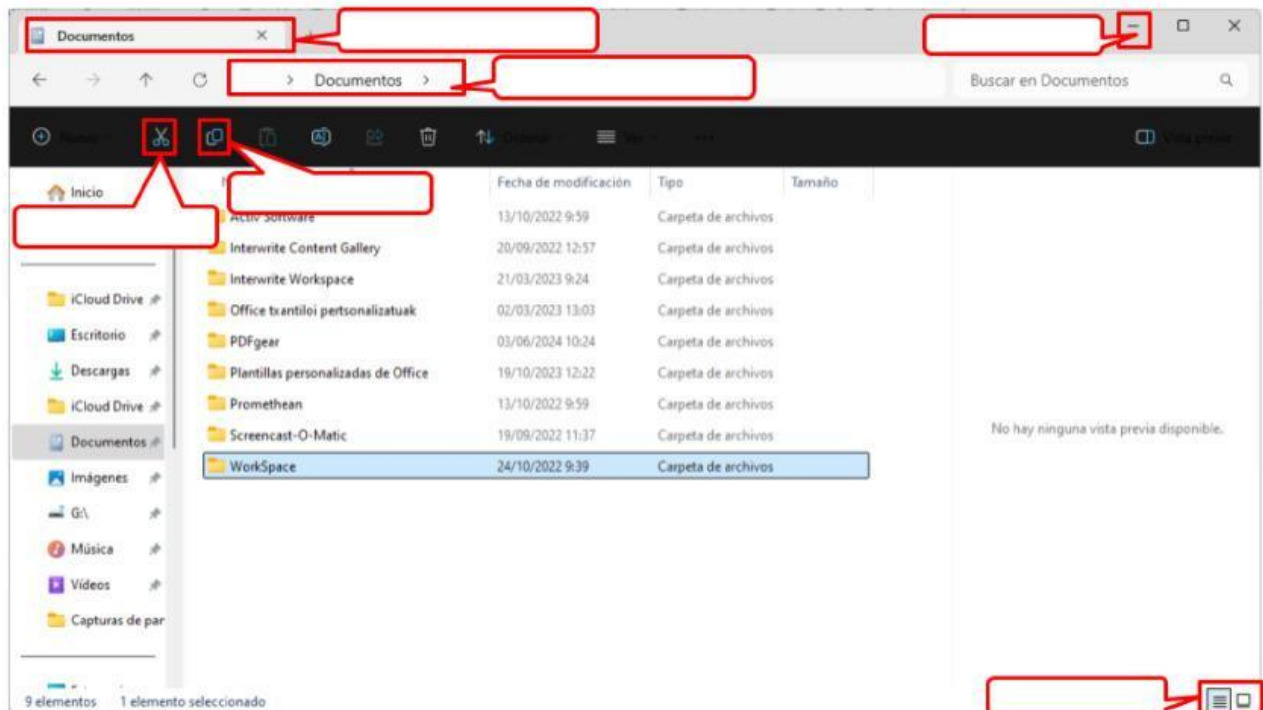 Documentos
Documentos
Buscar en Documentos
Nuevo
Ordenar
Ver
Vista previa
Inicio
Fecha de modificación Tipo Tamaño
Activ Software 13/10/2022 9:59 Carpeta de archivos
Interwrite Content Gallery 20/09/2022 12:57 Carpeta de archivos
Interwrite Workspace 21/03/2023 9:24 Carpeta de archivos
Office txantiloi pertsonalizatuak 02/03/2023 13:03 Carpeta de archivos
PDFgear 03/06/2024 10:24 Carpeta de archivos
Plantillas personalizadas de Office 19/10/2023 12:22 Carpeta de archivos
Promethean 13/10/2022 9:59 Carpeta de archivos
Screencast-O-Matic 19/09/2022 11:37 Carpeta de archivos
WorkSpace 24/10/2022 9:39 Carpeta de archivos
iCloud Drive
Escritorio
Descargas
iCloud Drive
Documentos
Imágenes
G:\
Música
Vídeos
Capturas de par
No hay ninguna vista previa disponible.
9 elementos 1 elemento seleccionado